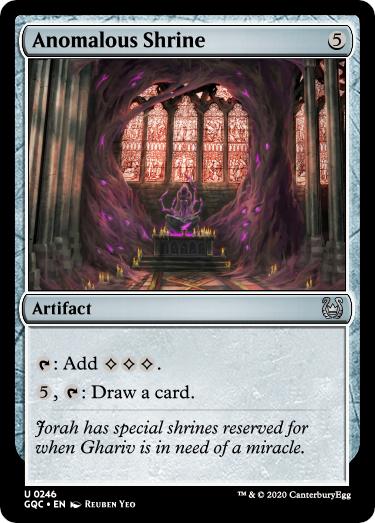 Anomalous Shrine 5
Artifact
: Add .
5, : Draw a card.
Jorah has special shrines reserved for
when Ghariv is in need of a miracle.
U 0246
GQC • EN Reuben Yeo
™ & © 2020 CanterburyEgg